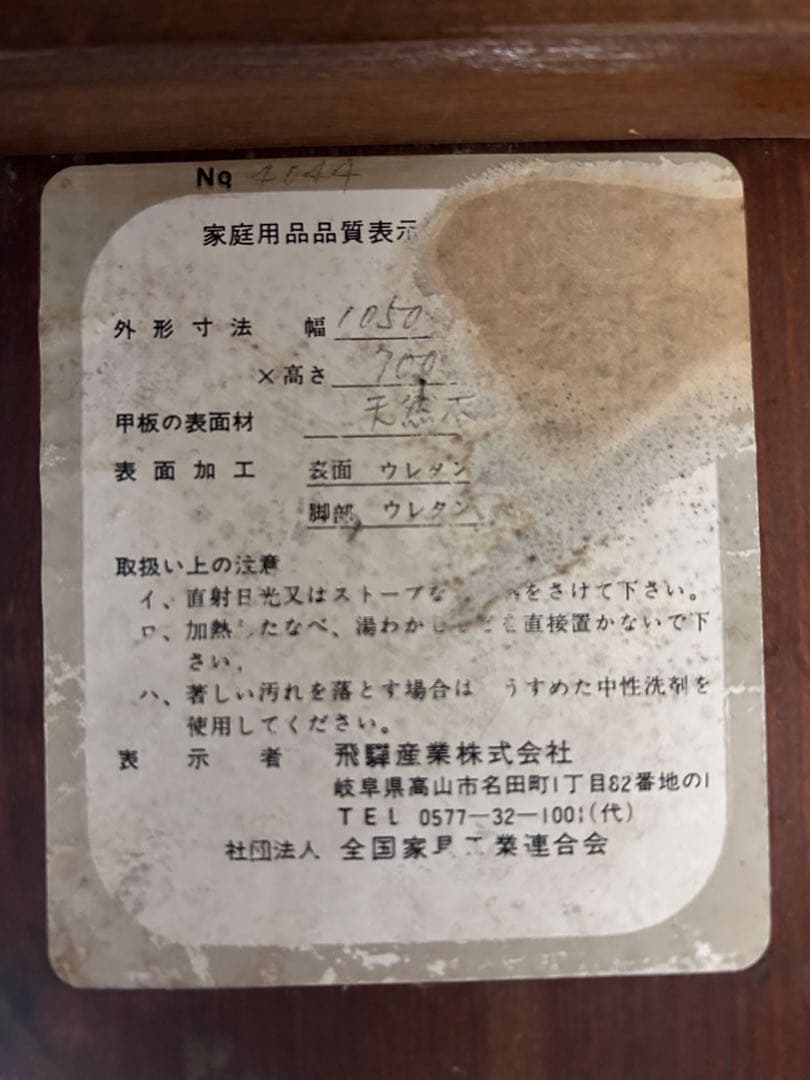 No 4044
家庭用品品質表示
外形寸法 幅 1050
×高さ 700
甲板の表面材 天然木
表面加工 表面 ウレタン
脚部 ウレタン
取扱い上の注意
イ、直射日光又はストーブな をさけて下さい。
ロ、加熱 たなべ、湯わかし を直接置かないで下
さい。
ハ、著しい汚れを落とす場合は うすめた中性洗剤を
使用してください。
表示者 飛驒産業株式会社
岐阜県高山市名田町1丁目82番地の1
TEL 0577-32-1001(代)
社団法人 全国家具工業連合会